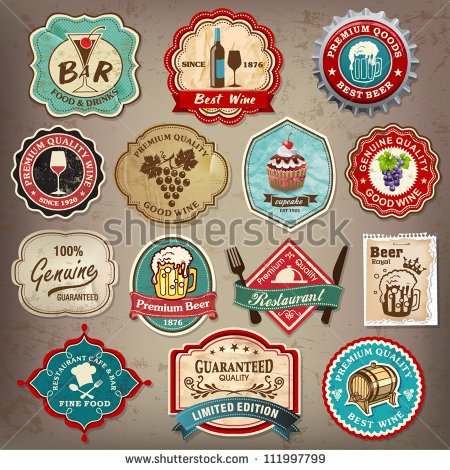 BAR
FOOD & DRINKS
SINCE 1876
Best Wine
PREMIUM GOODS
BEST BEER
PREMIUM QUALITY WINE
SINCE 1920
PREMIUM QUALITY
GOOD WINE
cupcake
EST 1925
GENUINE QUALITY
GOOD WINE
100%
Genuine
GUARANTEED
Premium Beer
1876
Premium Quality
Restaurant
Beer
Royal
RESTAURANT CAFE & BAR
FINE FOOD
GUARANTEED
QUALITY
LIMITED EDITION
PREMIUM QUALITY
BEST WINE
shutterstock
www.shutterstock.com · 111997799